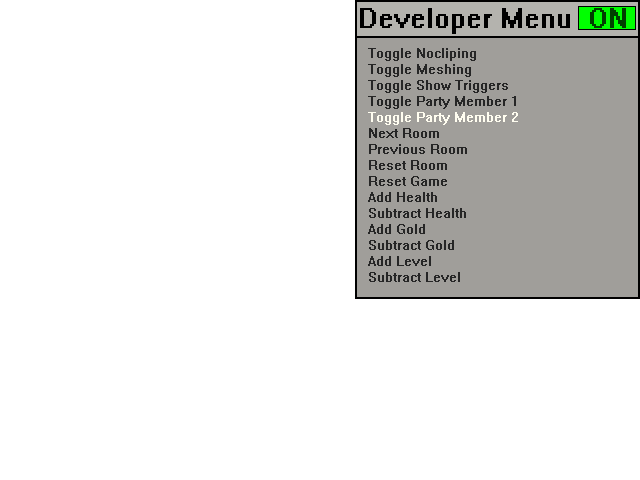 Developer Menu ON
Toggle Nocliping
Toggle Meshing
Toggle Show Triggers
Toggle Party Member 1
Toggle Party Member 2
Next Room
Previous Room
Reset Room
Reset Game
Add Health
Subtract Health
Add Gold
Subtract Gold
Add Level
Subtract Level